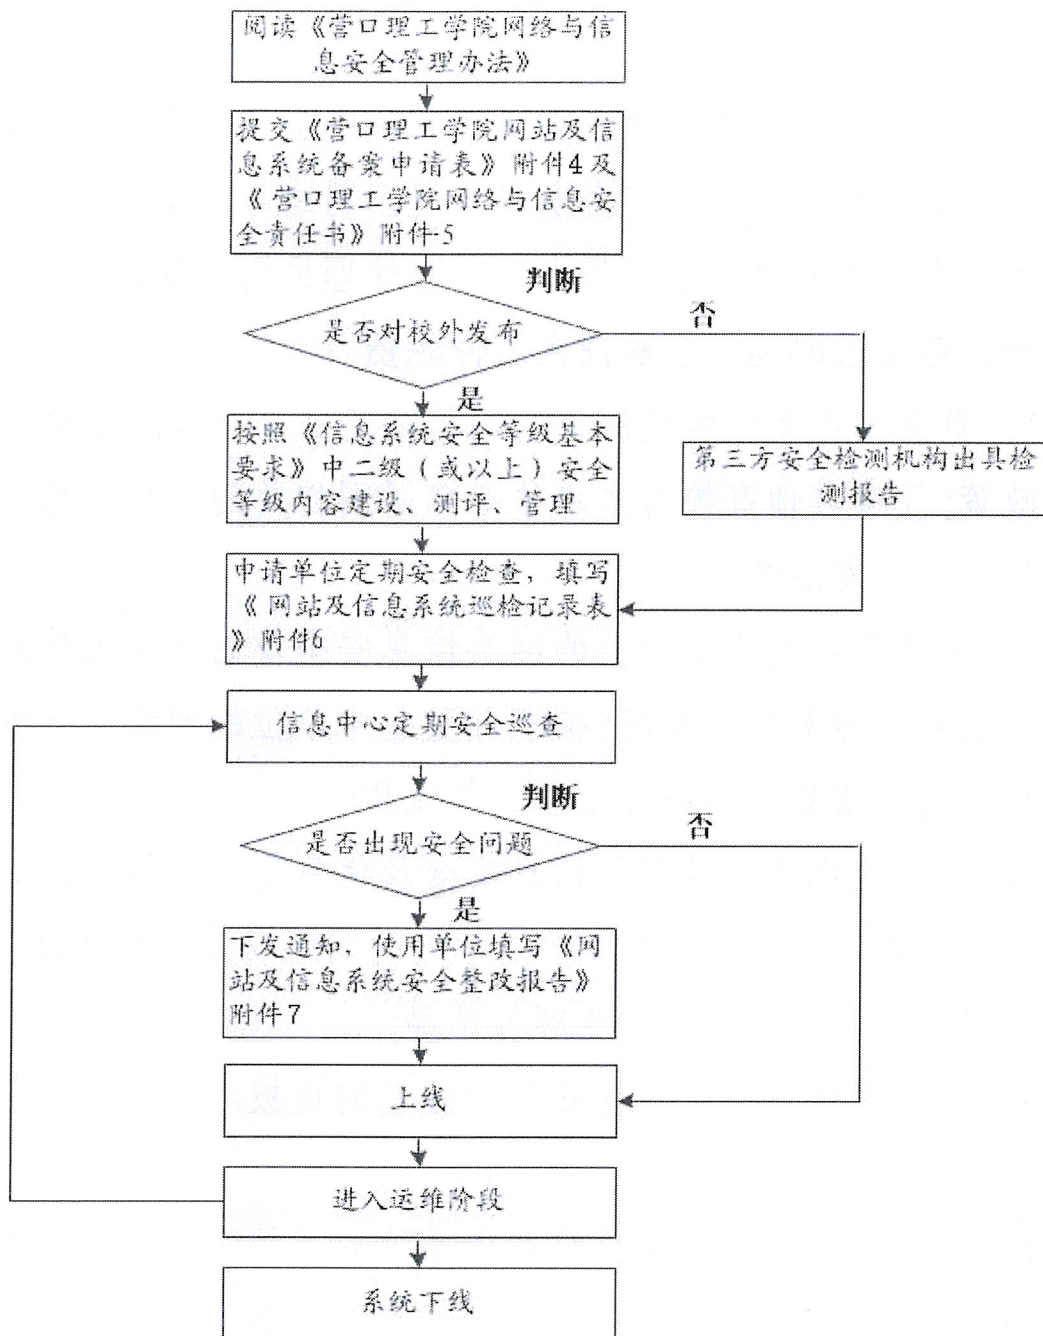 阅读《营口理工学院网络与信
息安全管理办法》
提交《营口理工学院网站及信
息系统备案申请表》附件4及
《营口理工学院网络与信息安
全责任书》附件5
判断
是否对校外发布
否
是
按照《信息系统安全等级基本
要求》中二级（或以上）安全
等级内容建设、测评、管理
第三方安全检测机构出具检
测报告
申请单位定期安全检查，填写
《网站及信息系统巡检记录表
》附件6
信息中心定期安全巡查
判断
是否出现安全问题
否
是
下发通知，使用单位填写《网
站及信息系统安全整改报告》
附件7
上线
进入运维阶段
系统下线